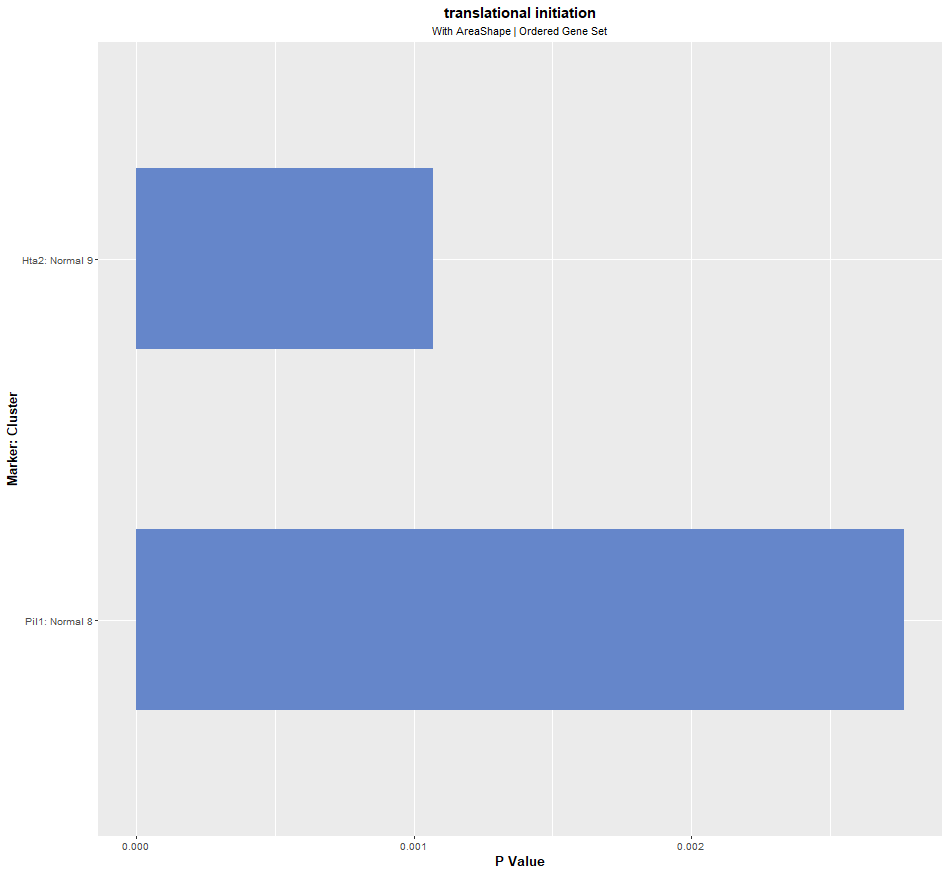 translational initiation
With AreaShape | Ordered Gene Set
Marker: Cluster
Hta2: Normal 9
Pil1: Normal 8
0.000
0.001
0.002
P Value